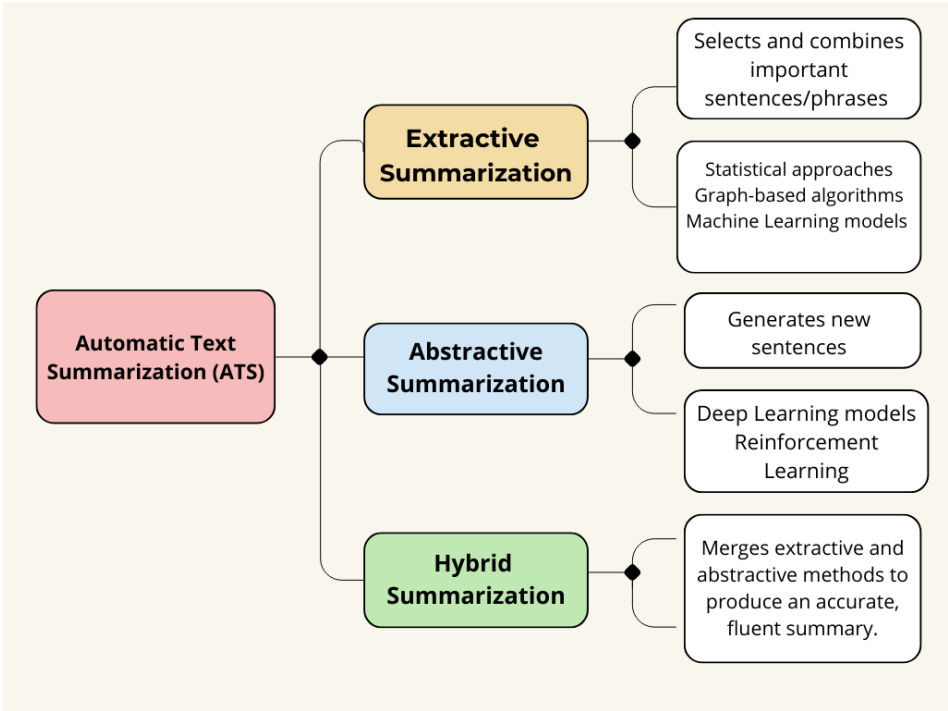 Automatic Text
Summarization (ATS)
Extractive
Summarization
Selects and combines
important
sentences/phrases
Statistical approaches
Graph-based algorithms
Machine Learning models
Abstractive
Summarization
Generates new
sentences
Deep Learning models
Reinforcement
Learning
Hybrid
Summarization
Merges extractive and
abstractive methods to
produce an accurate,
fluent summary.